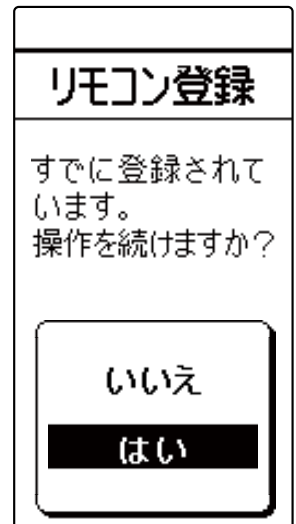 リモコン登録
すでに登録されて
います。
操作を続けますか？
いいえ
はい